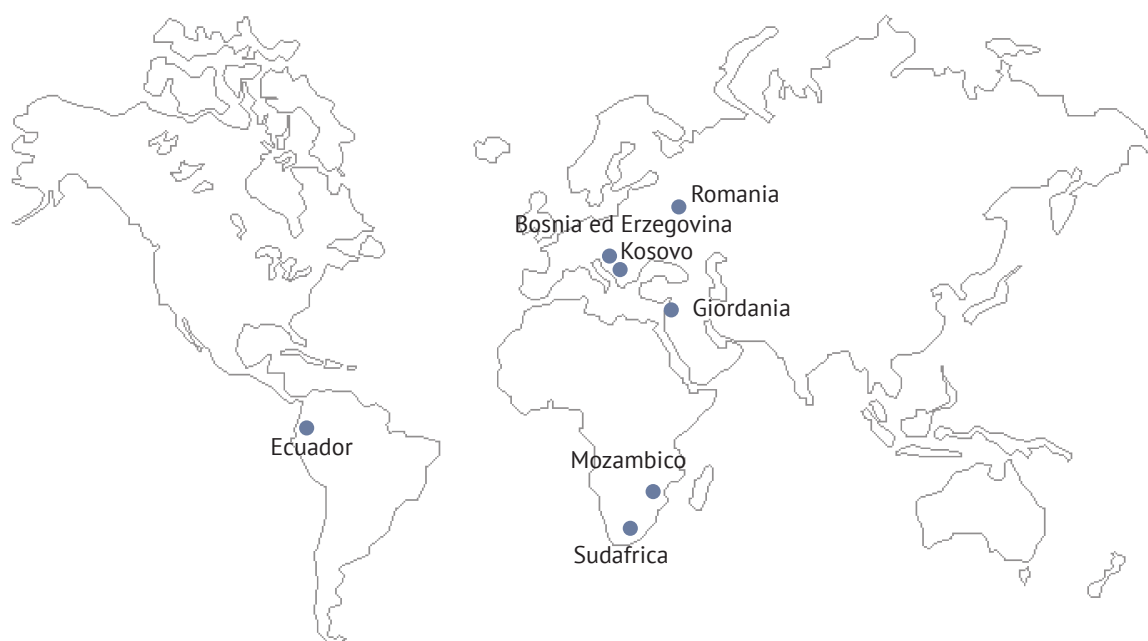 Romania
Bosnia ed Erzegovina
Kosovo
Giordania
Ecuador
Mozambico
Sudafrica